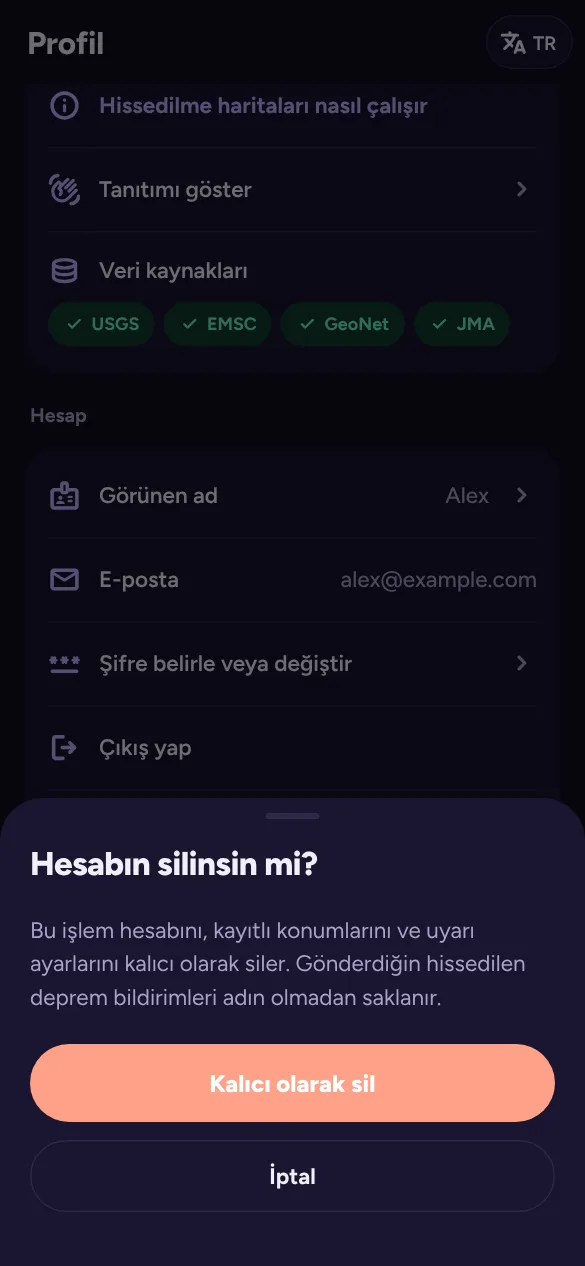 Profil
TR
Hissedilme haritaları nasıl çalışır
Tanıtımı göster
Veri kaynakları
USGS
EMSC
GeoNet
JMA
Hesap
Görünen ad
Alex
E-posta
alex@example.com
Şifre belirle veya değiştir
Çıkış yap
Hesabın silinsin mi?
Bu işlem hesabını, kayıtlı konumlarını ve uyarı
ayarlarını kalıcı olarak siler. Gönderdiğin hissedilen
deprem bildirimleri adın olmadan saklanır.
Kalıcı olarak sil
İptal